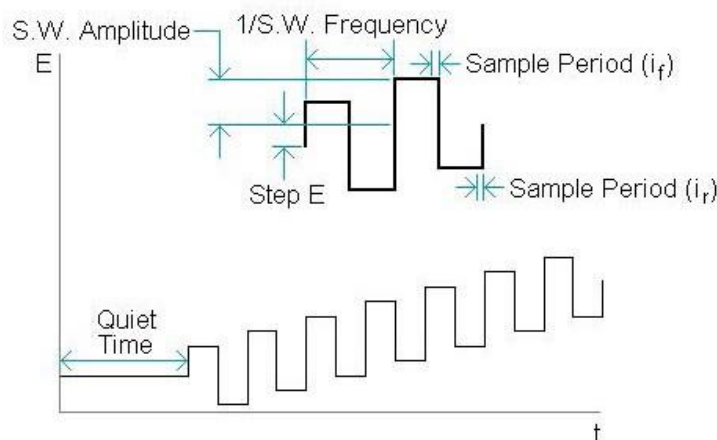 1/S.W. Frequency
S.W. Amplitude
E
Sample Period (if)
Step E
Sample Period (ir)
Quiet
Time
t